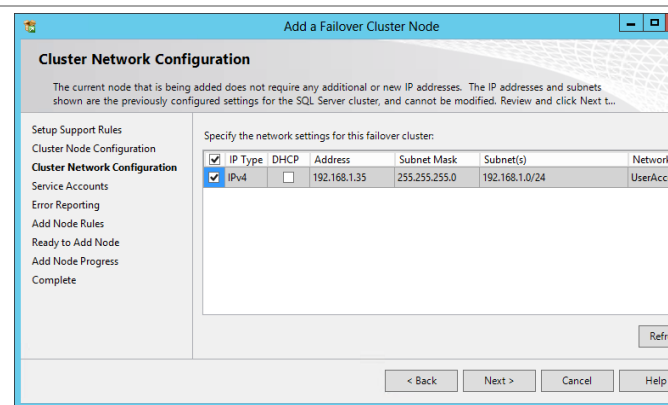 Add a Failover Cluster Node
Cluster Network Configuration
The current node that is being added does not require any additional or new IP addresses. The IP addresses and subnets
shown are the previously configured settings for the SQL Server cluster, and cannot be modified. Review and click Next t...
Setup Support Rules
Cluster Node Configuration
Cluster Network Configuration
Service Accounts
Error Reporting
Add Node Rules
Ready to Add Node
Add Node Progress
Complete
Specify the network settings for this failover cluster:
IP Type DHCP Address Subnet Mask Subnet(s) Network
IPv4 192.168.1.35 255.255.255.0 192.168.1.0/24 UserAcc
Refr
< Back Next > Cancel Help